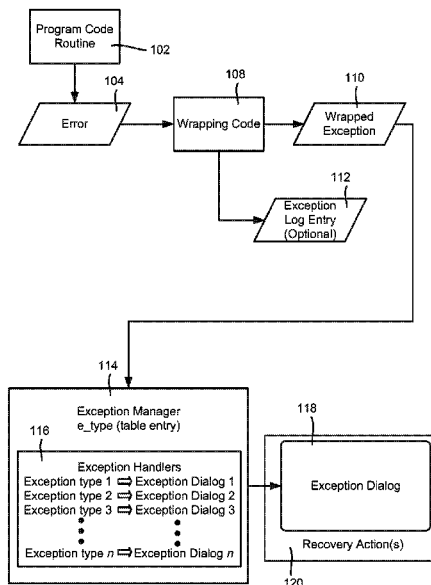 Program Code
Routine
102
104
Error
108
Wrapping Code
110
Wrapped
Exception
112
Exception
Log Entry
(Optional)
114
Exception Manager
e_type (table entry)
116
Exception Handlers
Exception type 1 ⇨ Exception Dialog 1
Exception type 2 ⇨ Exception Dialog 2
Exception type 3 ⇨ Exception Dialog 3
Exception type n ⇨ Exception Dialog n
118
Exception Dialog
Recovery Action(s)
120